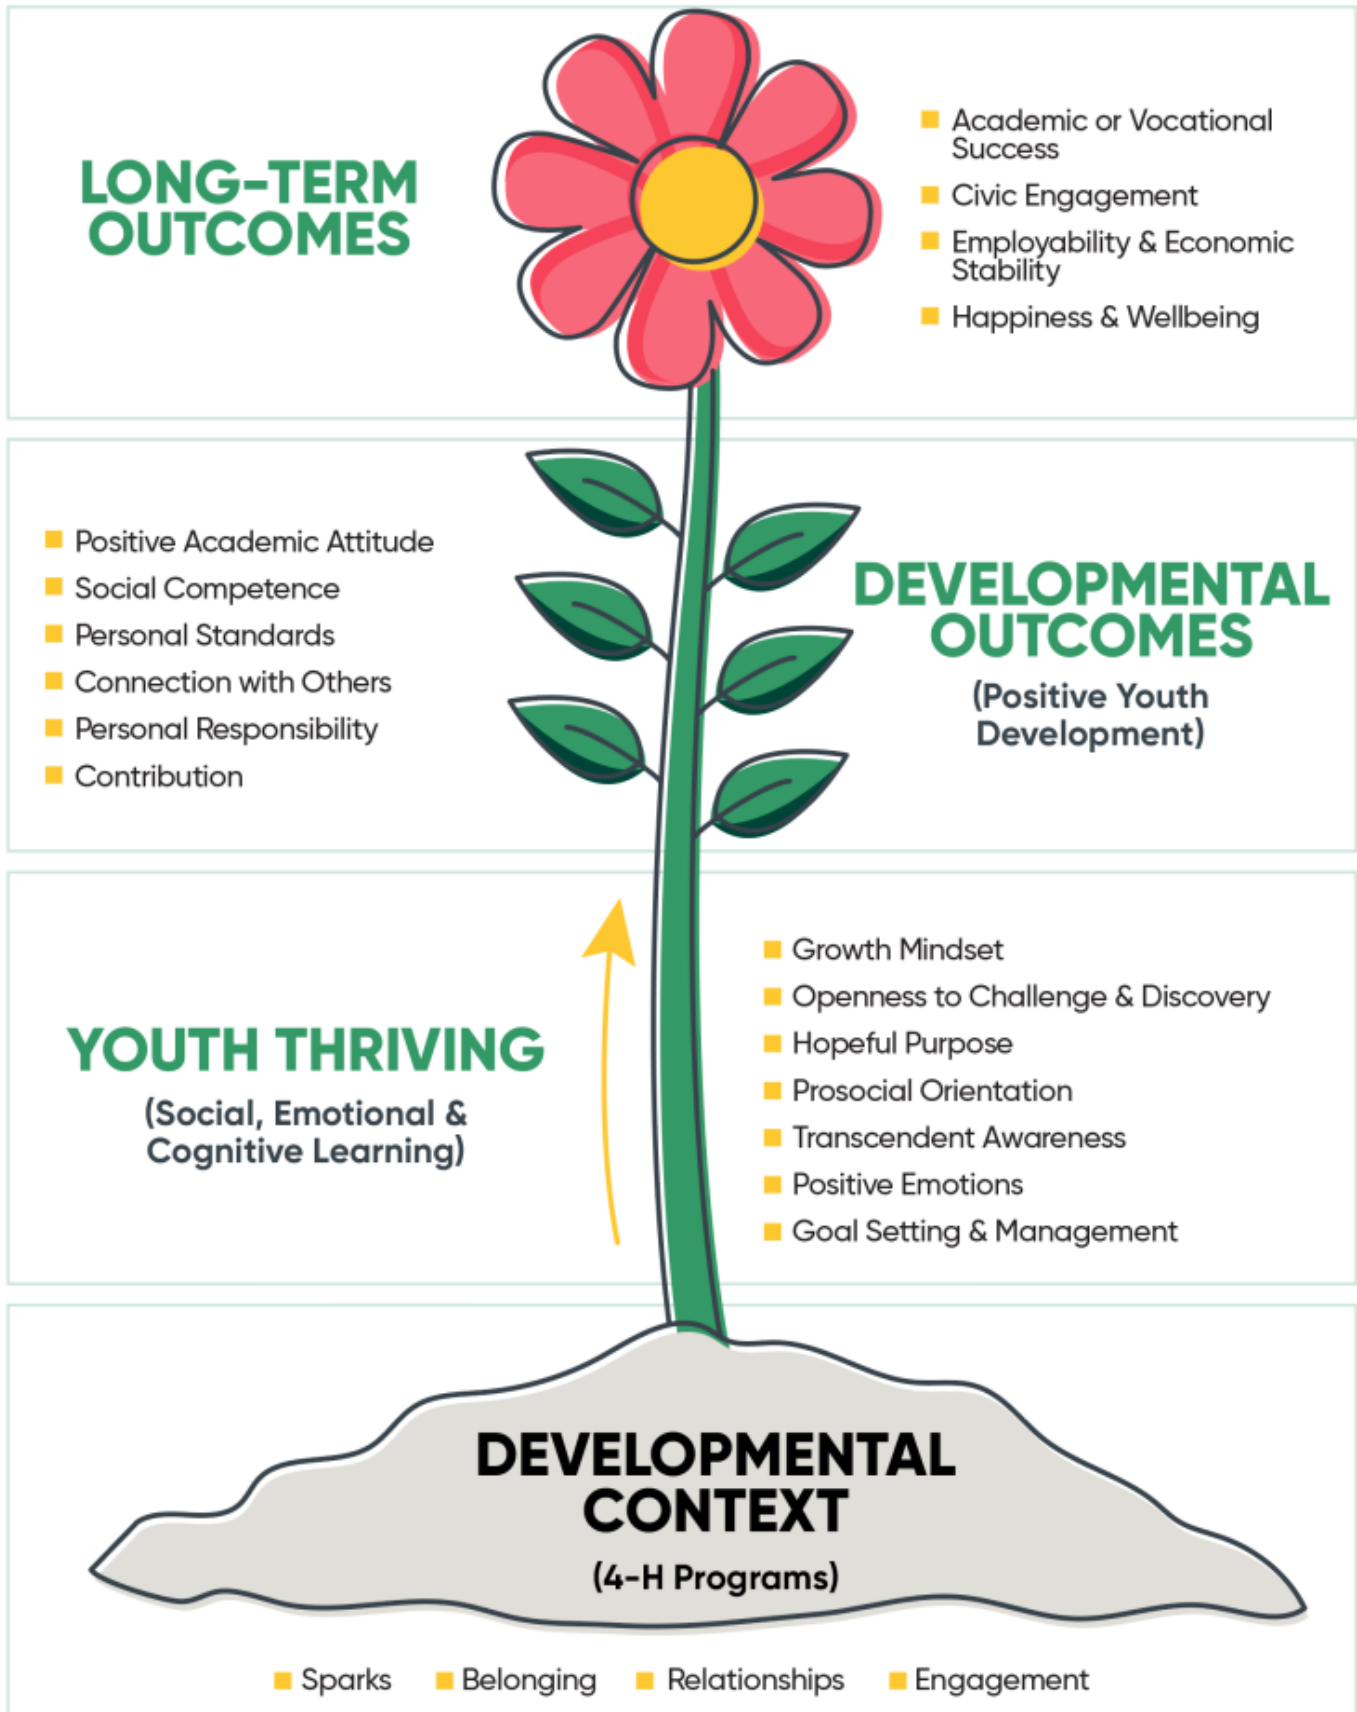 LONG-TERM
OUTCOMES
Academic or Vocational
Success
Civic Engagement
Employability & Economic
Stability
Happiness & Wellbeing
Positive Academic Attitude
Social Competence
Personal Standards
Connection with Others
Personal Responsibility
Contribution
DEVELOPMENTAL
OUTCOMES
(Positive Youth
Development)
YOUTH THRIVING
(Social, Emotional &
Cognitive Learning)
Growth Mindset
Openness to Challenge & Discovery
Hopeful Purpose
Prosocial Orientation
Transcendent Awareness
Positive Emotions
Goal Setting & Management
DEVELOPMENTAL
CONTEXT
(4-H Programs)
Sparks Belonging Relationships Engagement